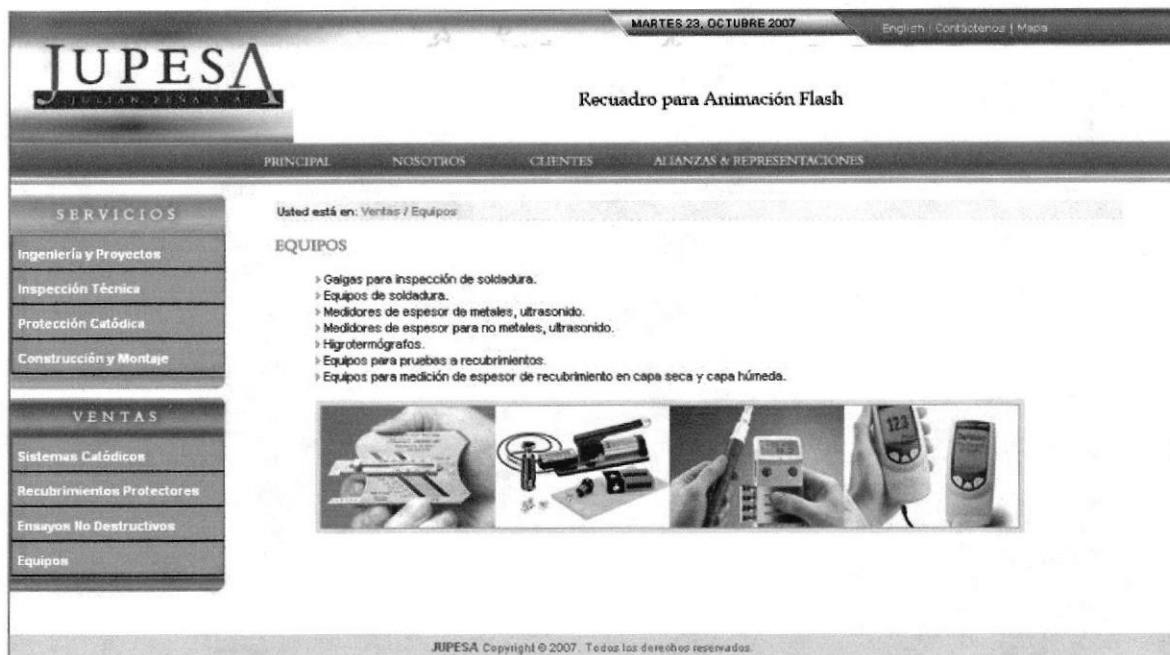 MARTES 23, OCTUBRE 2007
English | Contáctenos | Mapa
JUPESA
JULIAN PEÑA S.A.
Recuadro para Animación Flash
PRINCIPAL NOSOTROS CLIENTES ALIANZAS & REPRESENTACIONES
SERVICIOS
Ingeniería y Proyectos
Inspección Técnica
Protección Catódica
Construcción y Montaje
VENTAS
Sistemas Catódicos
Recubrimientos Protectores
Ensayos No Destructivos
Equipos
Usted está en: Ventas / Equipos
EQUIPOS
Galgas para inspección de soldadura.
Equipos de soldadura.
Medidores de espesor de metales, ultrasonido.
Medidores de espesor para no metales, ultrasonido.
Higrotermógrafos.
Equipos para pruebas a recubrimientos.
Equipos para medición de espesor de recubrimiento en capa seca y capa húmeda.
123
JUPESA Copyright © 2007. Todos los derechos reservados.